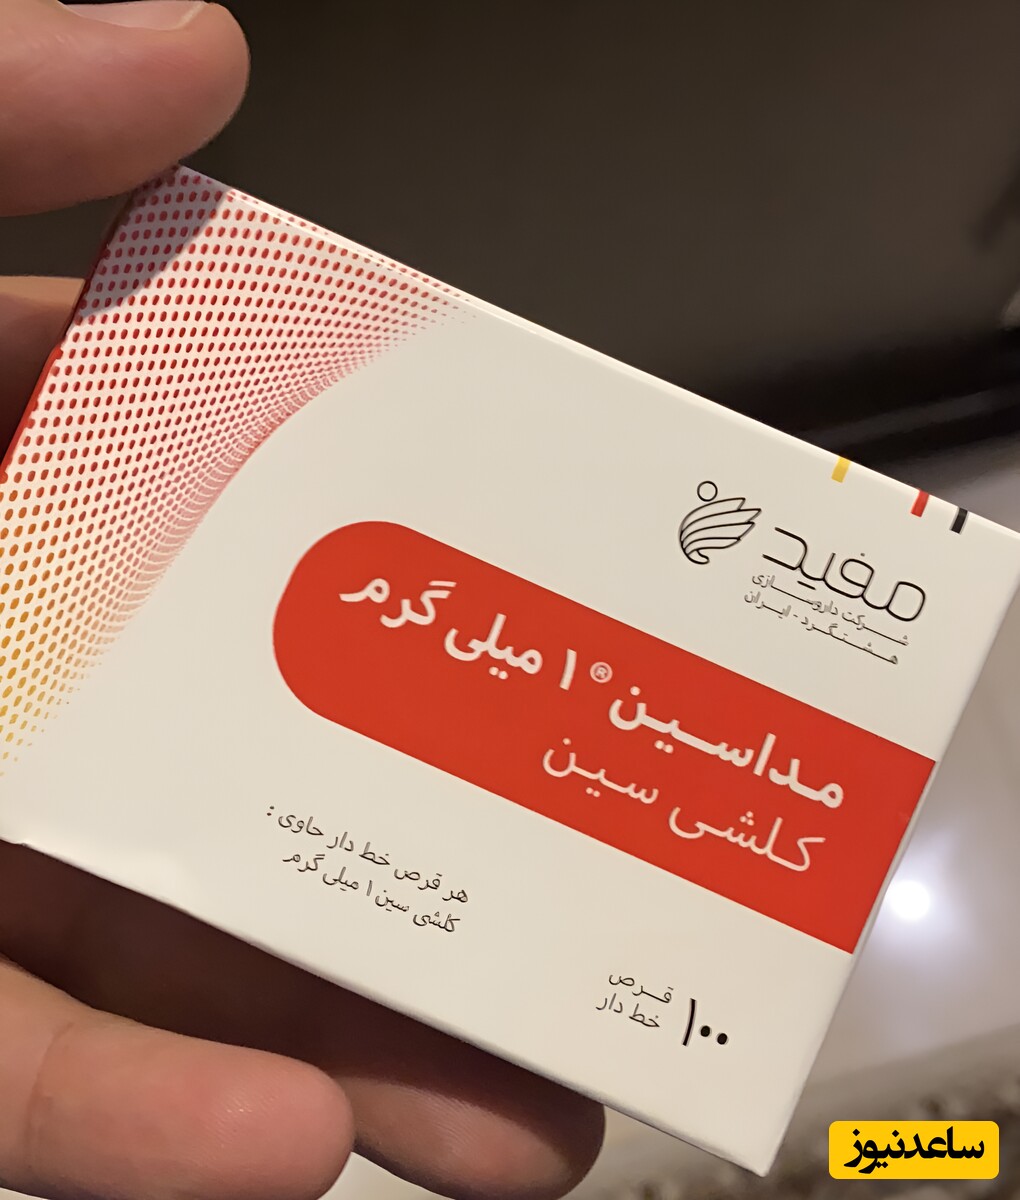 مفید
شرکت داروسازی
هشتگرد - ایران
مداسین® ۱ میلی گرم
کلشی سین
هر قرص خط دار حاوی :
کلشی سین ۱ میلی گرم
۱۰۰ قرص
خط دار
ساعدنیوز